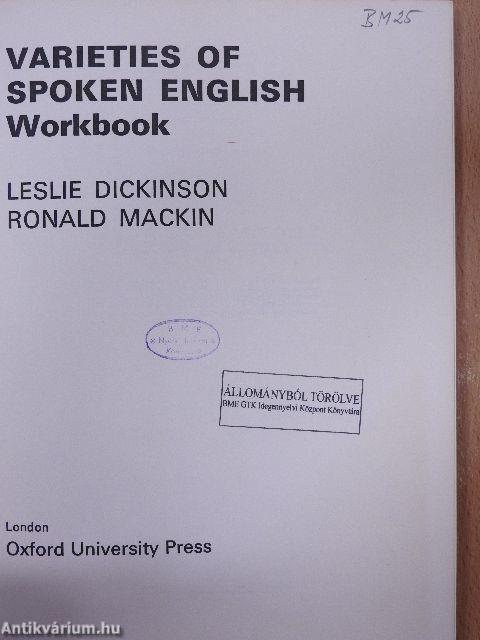 BM25
VARIETIES OF
SPOKEN ENGLISH
Workbook
LESLIE DICKINSON
RONALD MACKIN
B M E
ÁLLOMÁNYBÓL TÖRÖLVE
BME GTK Idegennyelvi Központ Könyvtára
London
Oxford University Press
Antikvárium.hu